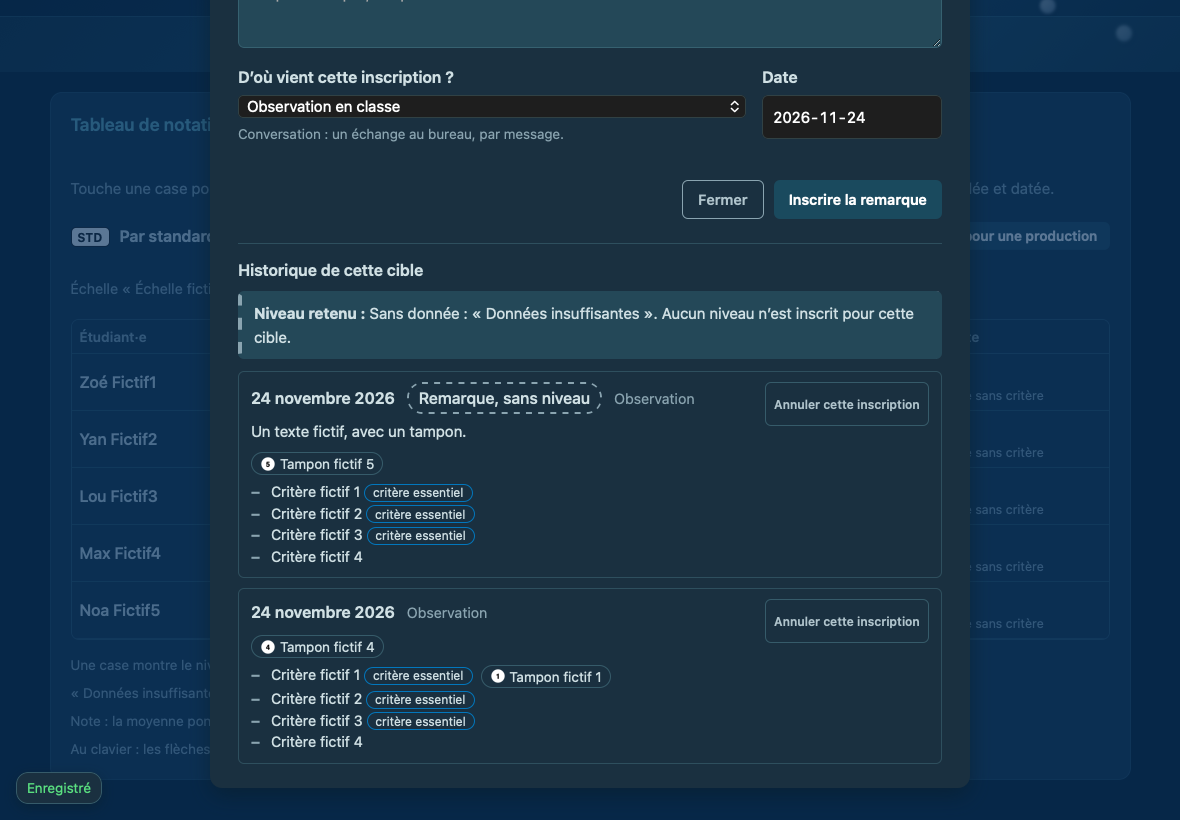 D’où vient cette inscription ?
Date
Observation en classe
2026-11-24
Conversation : un échange au bureau, par message.
Fermer
Inscrire la remarque
Historique de cette cible
Niveau retenu : Sans donnée : « Données insuffisantes ». Aucun niveau n’est inscrit pour cette
cible.
24 novembre 2026 Remarque, sans niveau Observation
Annuler cette inscription
Un texte fictif, avec un tampon.
5 Tampon fictif 5
– Critère fictif 1 critère essentiel
– Critère fictif 2 critère essentiel
– Critère fictif 3 critère essentiel
– Critère fictif 4
24 novembre 2026 Observation
Annuler cette inscription
4 Tampon fictif 4
– Critère fictif 1 critère essentiel 1 Tampon fictif 1
– Critère fictif 2 critère essentiel
– Critère fictif 3 critère essentiel
– Critère fictif 4
Tableau de
Touche une case
et datée.
STD Par
pour une production
Échelle « Échelle
Étudiant·e
Zoé Fictif1
sans critère
Yan Fictif2
sans critère
Lou Fictif3
sans critère
Max Fictif4
sans critère
Noa Fictif5
sans critère
Une case montre le
« Données
Note : la moyenne
Au clavier : les flèches
Enregistré